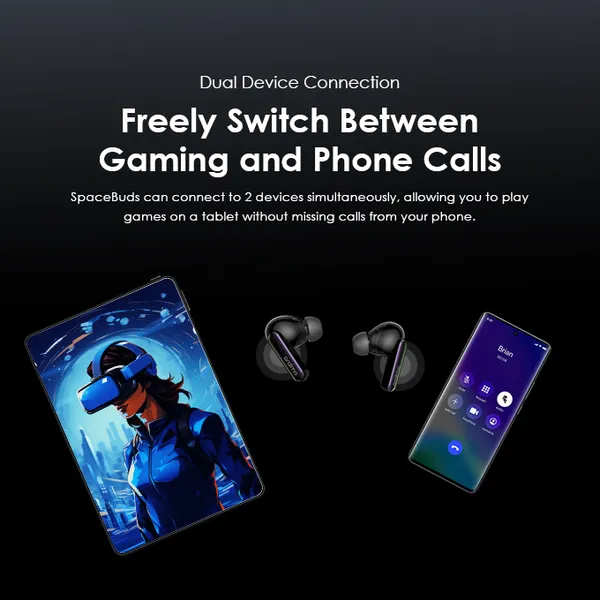 Dual Device Connection
Freely Switch Between
Gaming and Phone Calls
SpaceBuds can connect to 2 devices simultaneously, allowing you to play
games on a tablet without missing calls from your phone.
oraimo
Brian